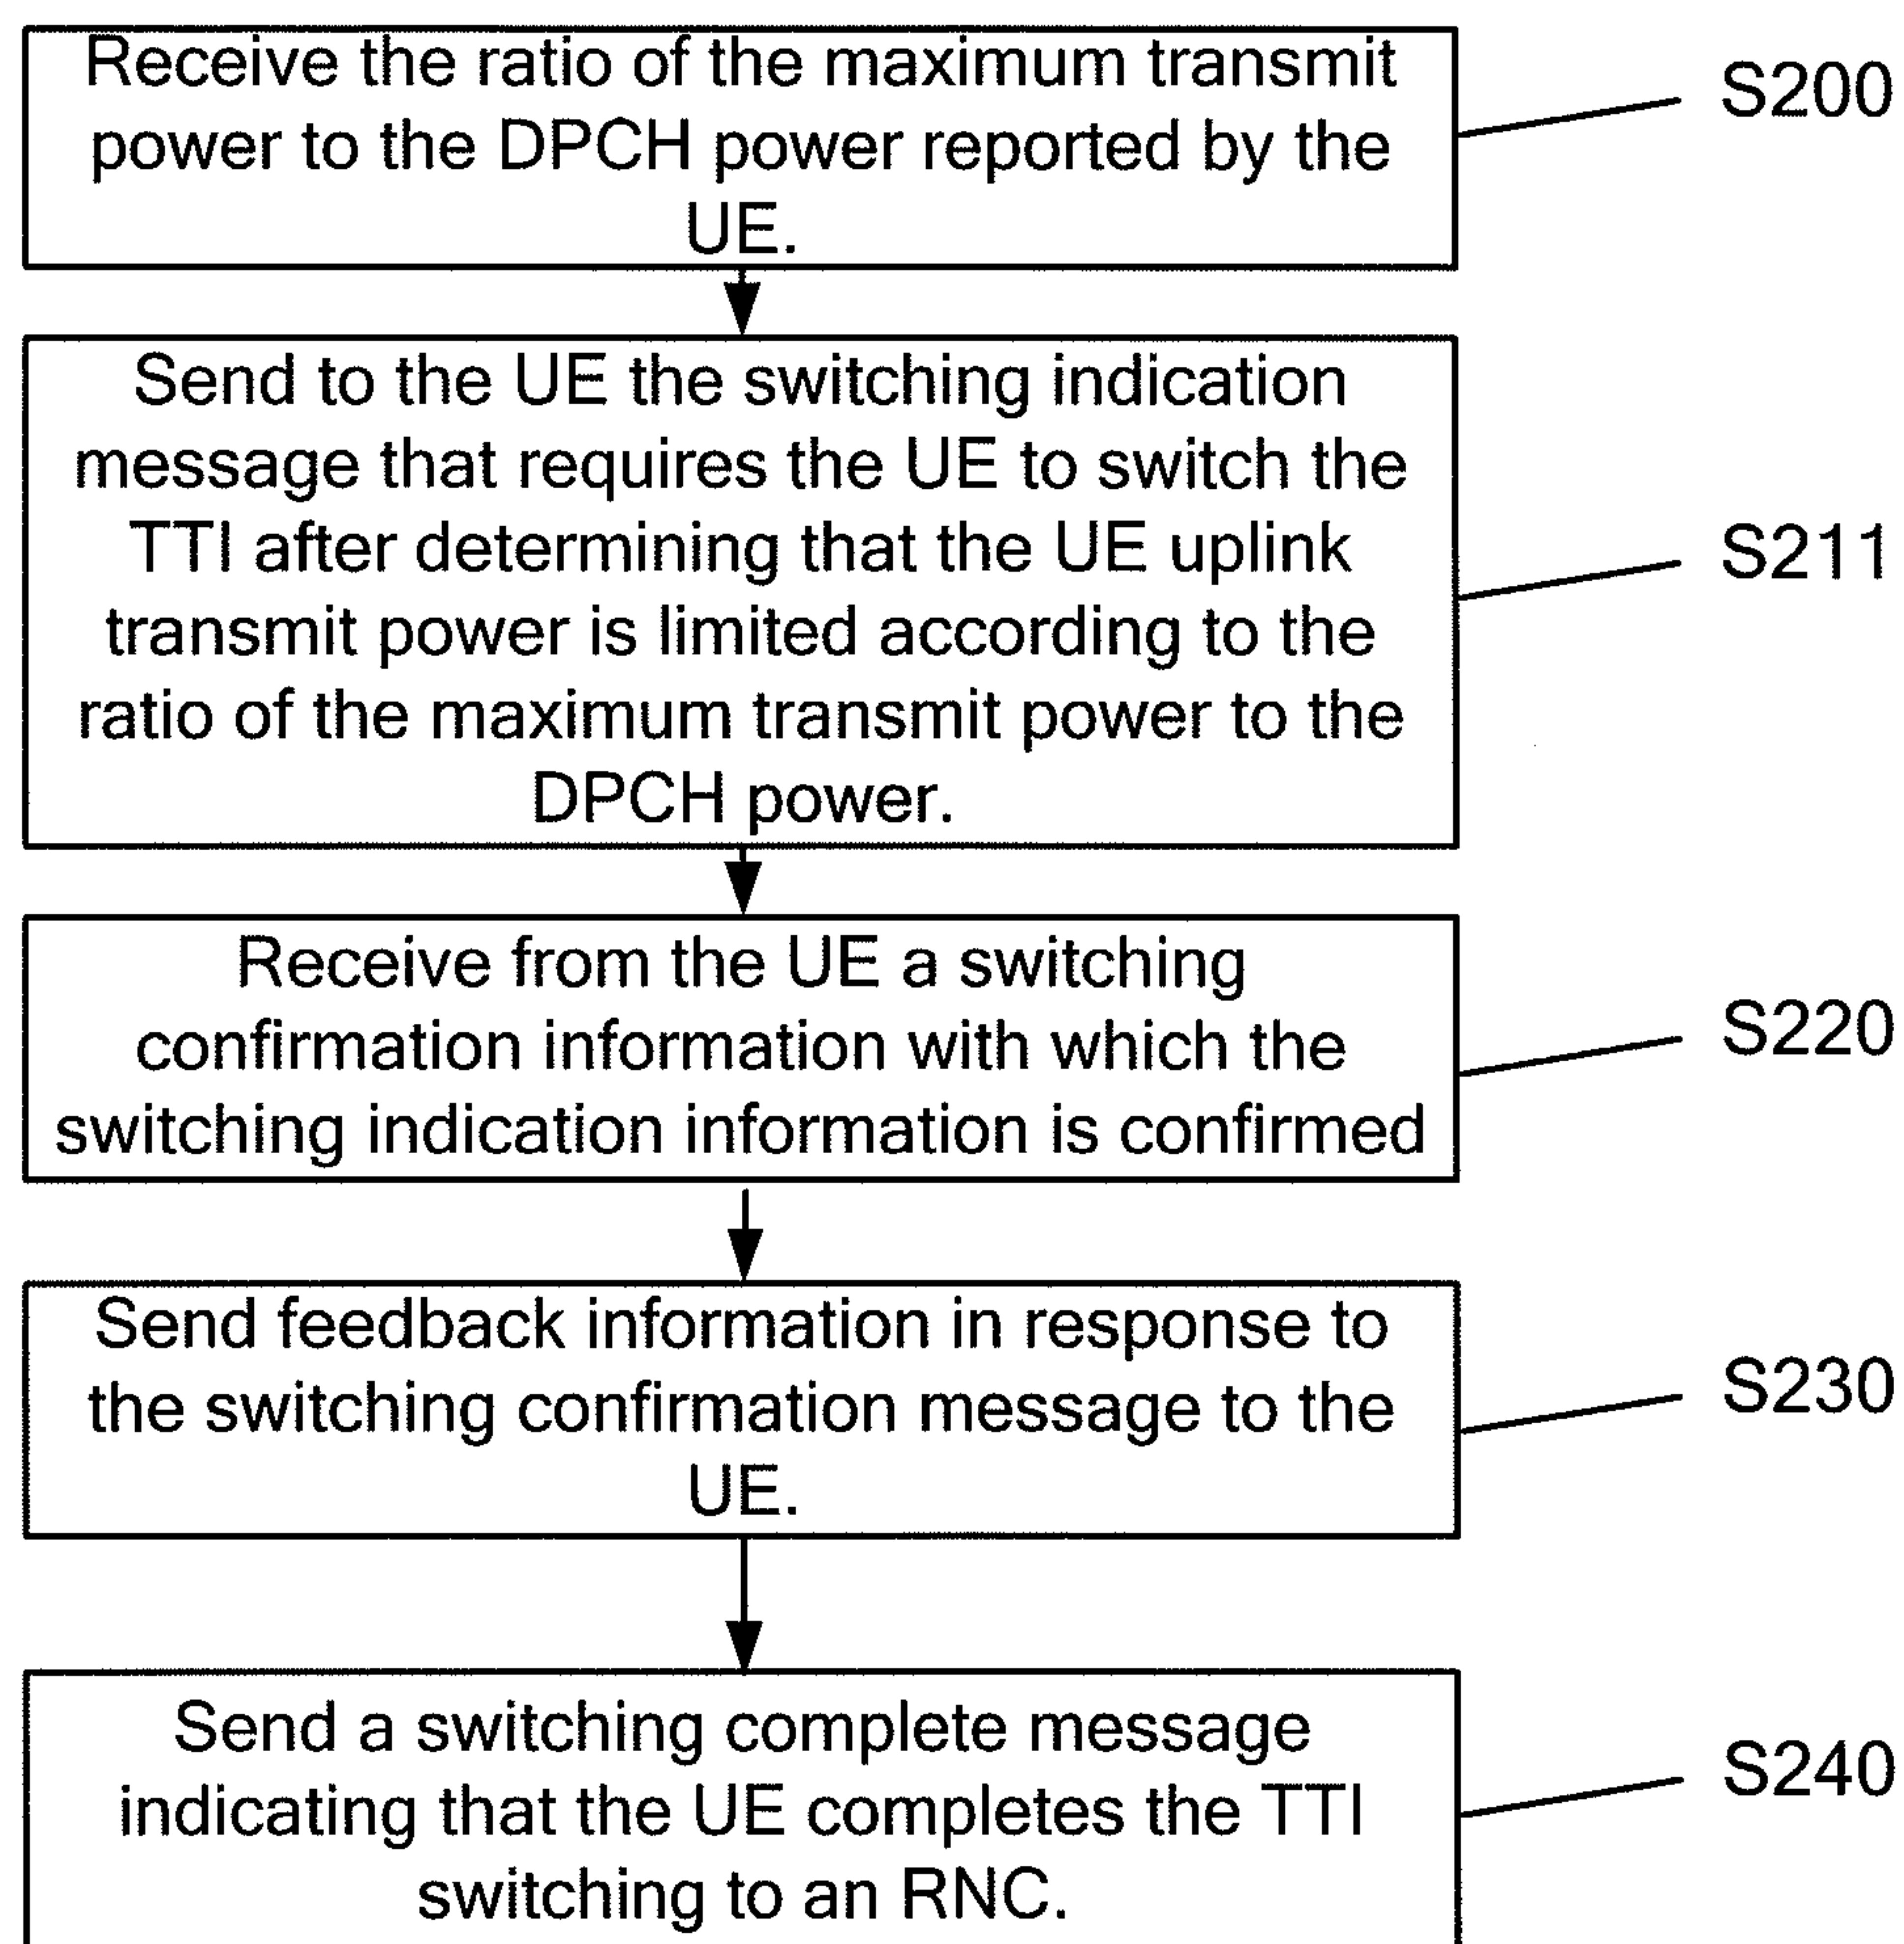 Receive the ratio of the maximum transmit
power to the DPCH power reported by the
UE.
S200
Send to the UE the switching indication
message that requires the UE to switch the
TTI after determining that the UE uplink
transmit power is limited according to the
ratio of the maximum transmit power to the
DPCH power.
S211
Receive from the UE a switching
confirmation information with which the
switching indication information is confirmed
S220
Send feedback information in response to
the switching confirmation message to the
UE.
S230
Send a switching complete message
indicating that the UE completes the TTI
switching to an RNC.
S240